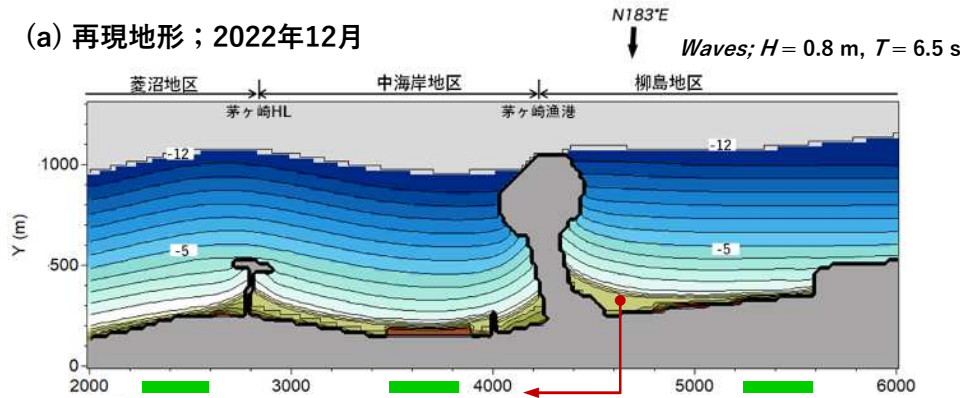 (a) 再現地形；2022年12月
N183°E
Waves; H = 0.8 m, T = 6.5 s
菱沼地区
中海岸地区
柳島地区
茅ヶ崎HL
茅ヶ崎漁港
-12
-12
1000
-5
-5
500
Y (m)
0
2000
3000
4000
5000
6000